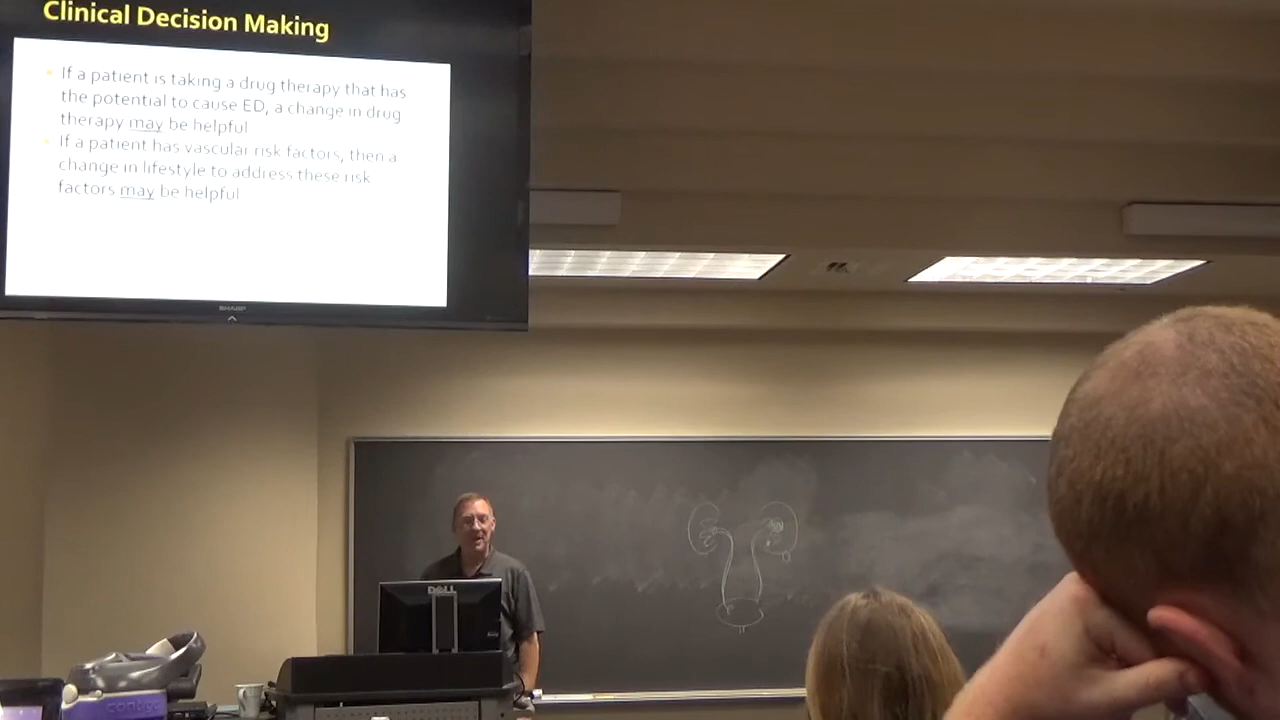 Clinical Decision Making
If a patient is taking a drug therapy that has
the potential to cause ED, a change in drug
therapy may be helpful
If a patient has vascular risk factors, then a
change in lifestyle to address these risk
factors may be helpful
SHARP
DELL
contigo